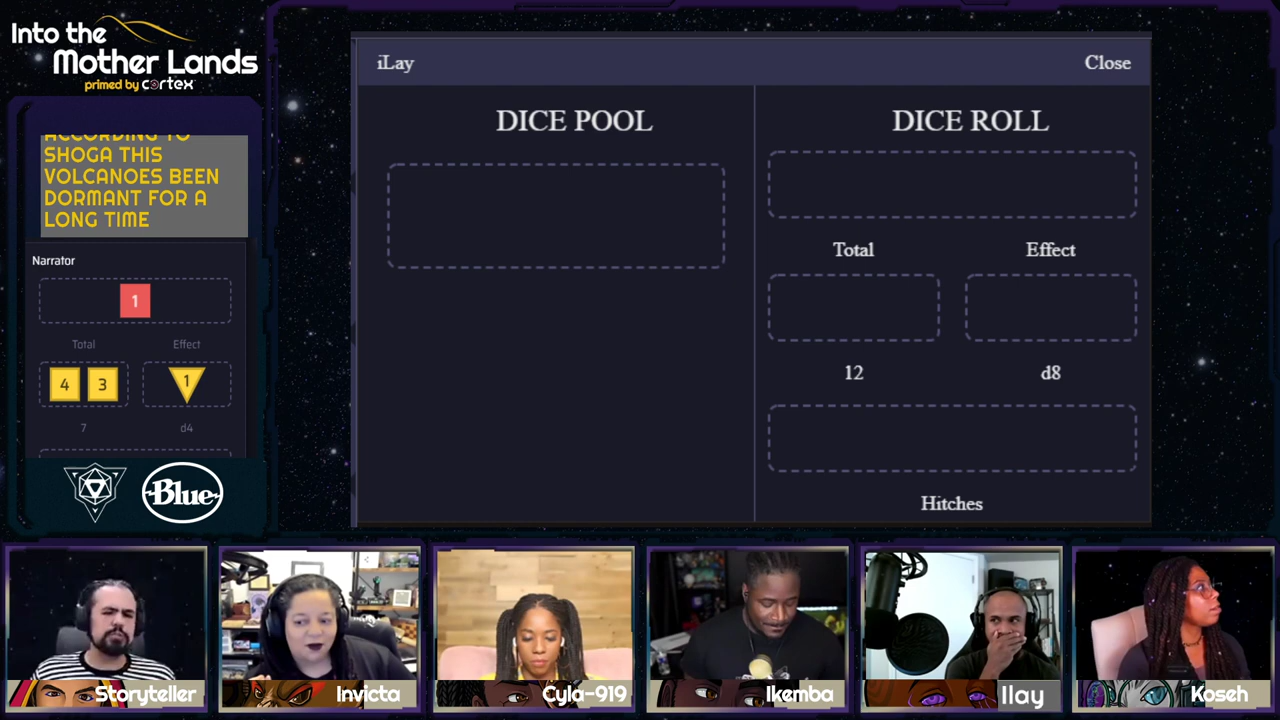 Into the
Mother Lands
primed by cortex
ACCORDING TO
SHOGA THIS
VOLCANOES BEEN
DORMANT FOR A
LONG TIME
Narrator
1
Total Effect
4 3 1
7 d4
Blue
iLay Close
DICE POOL DICE ROLL
Total Effect
12 d8
Hitches
Storyteller Invicta Cyla-919 Ikemba Ilay Koseh